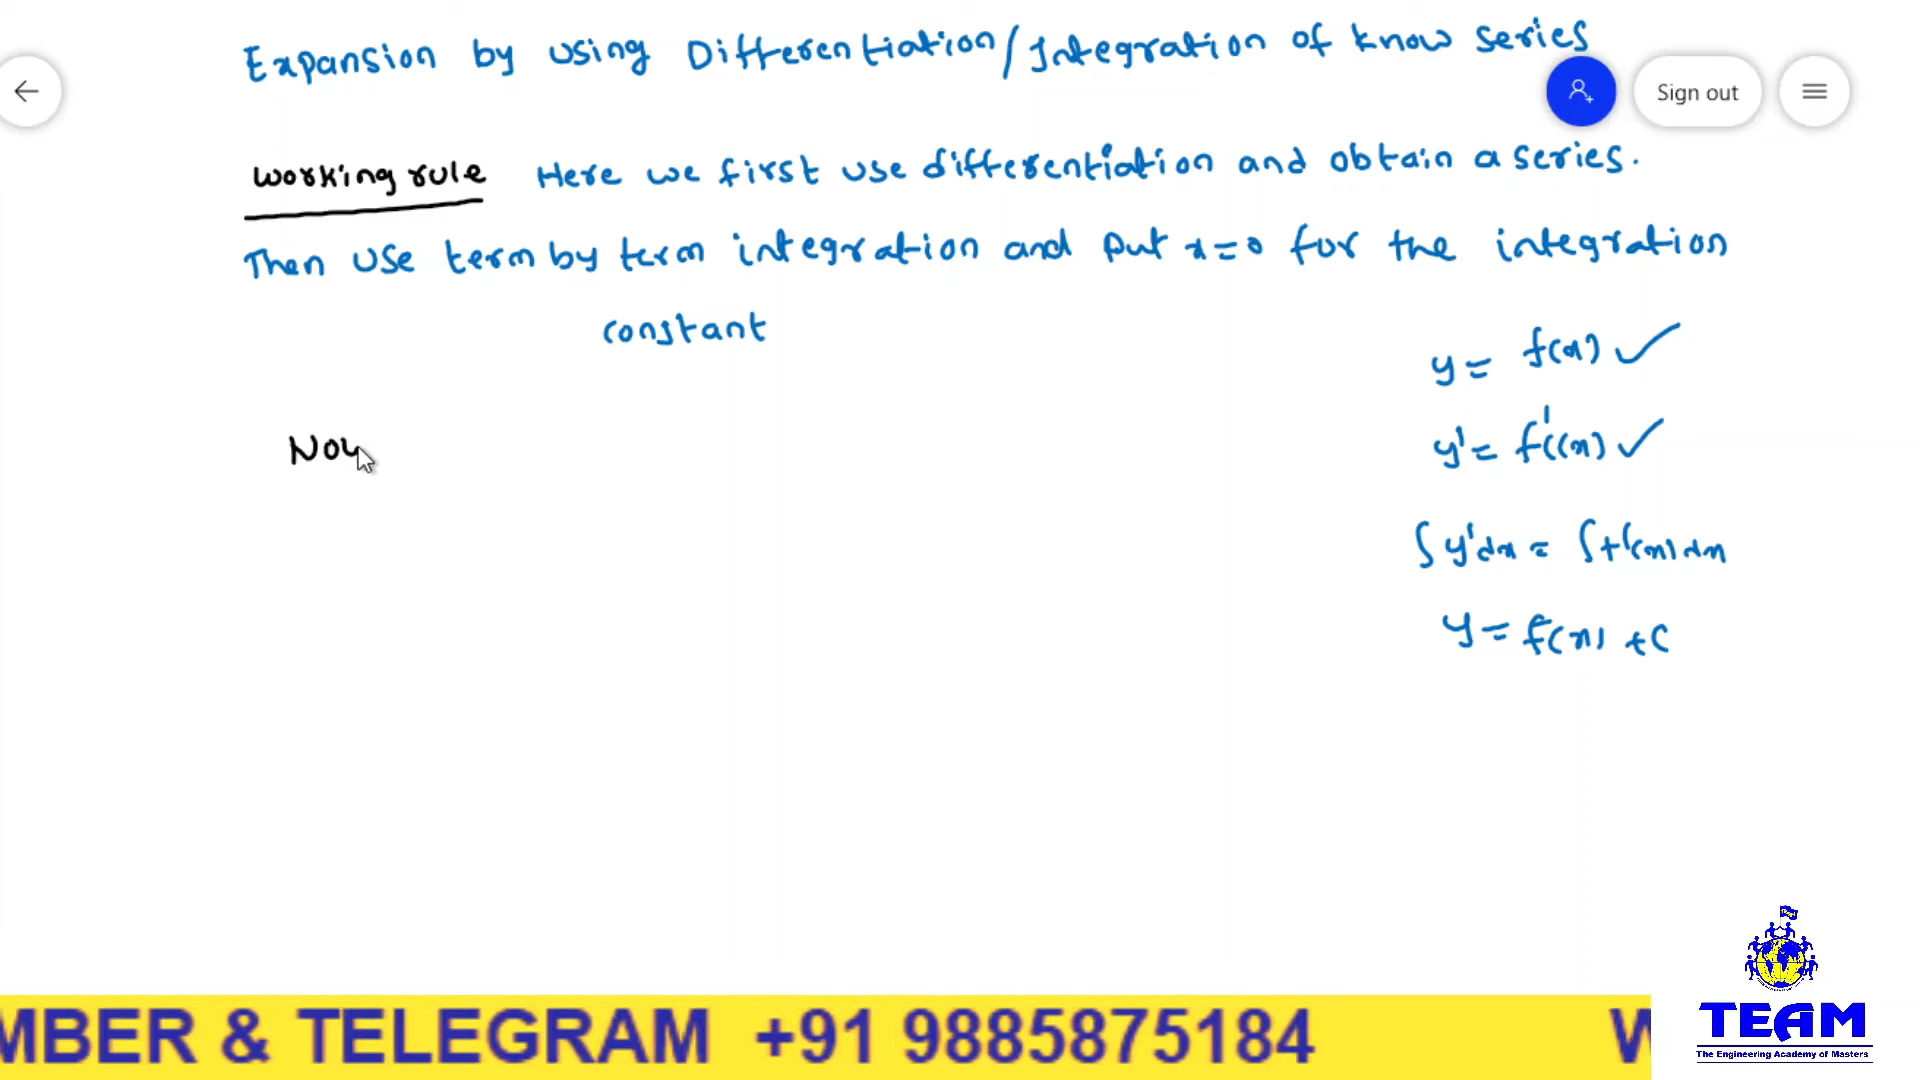 Expansion by using Differentiation/Integration of know series
Sign out
Working rule Here we first use differentiation and obtain a series.
Then use term by term integration and put x=0 for the integration
constant
y = f(x) ✓
y' = f'(x) ✓
Now
∫ y'dx = ∫ f'(x) dx
y = f(x) + c
MBER & TELEGRAM +91 9885875184
TEAM
The Engineering Academy of Masters